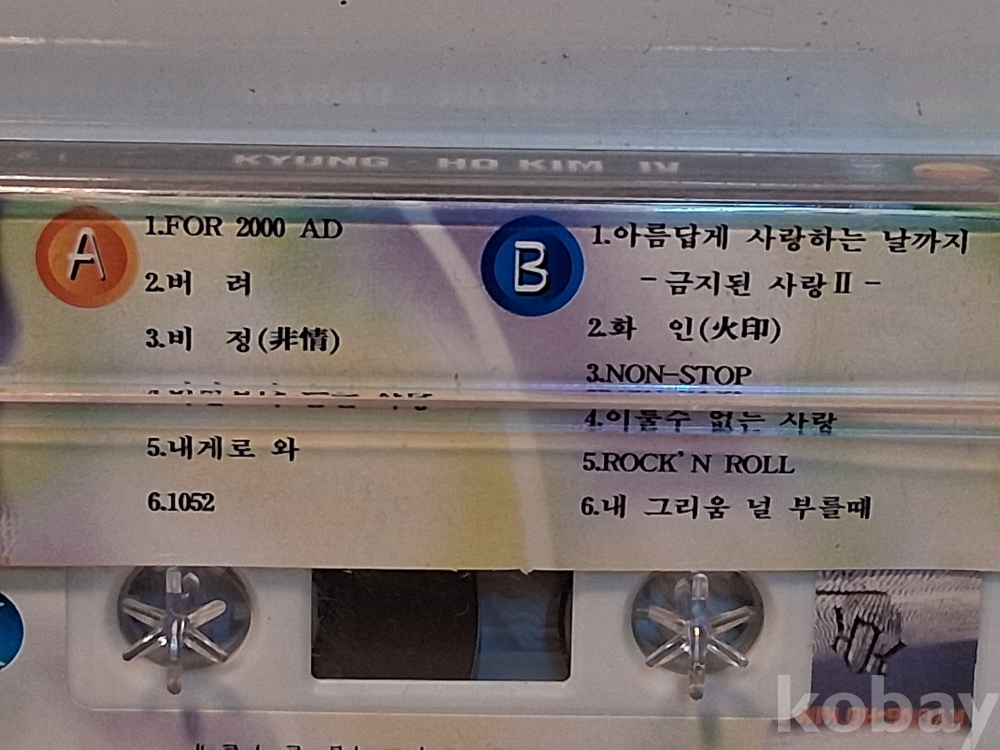 KYUNG HO KIM IV
A
1.FOR 2000 AD
2.버 려
3.비 정(非情)
5.내게로 와
6.1052
B
1.아름답게 사랑하는 날까지
- 금지된 사랑Ⅱ -
2.화 인(火印)
3.NON-STOP
4.이룰수 없는 사랑
5.ROCK'N ROLL
6.내 그리움 널 부를때
kobay